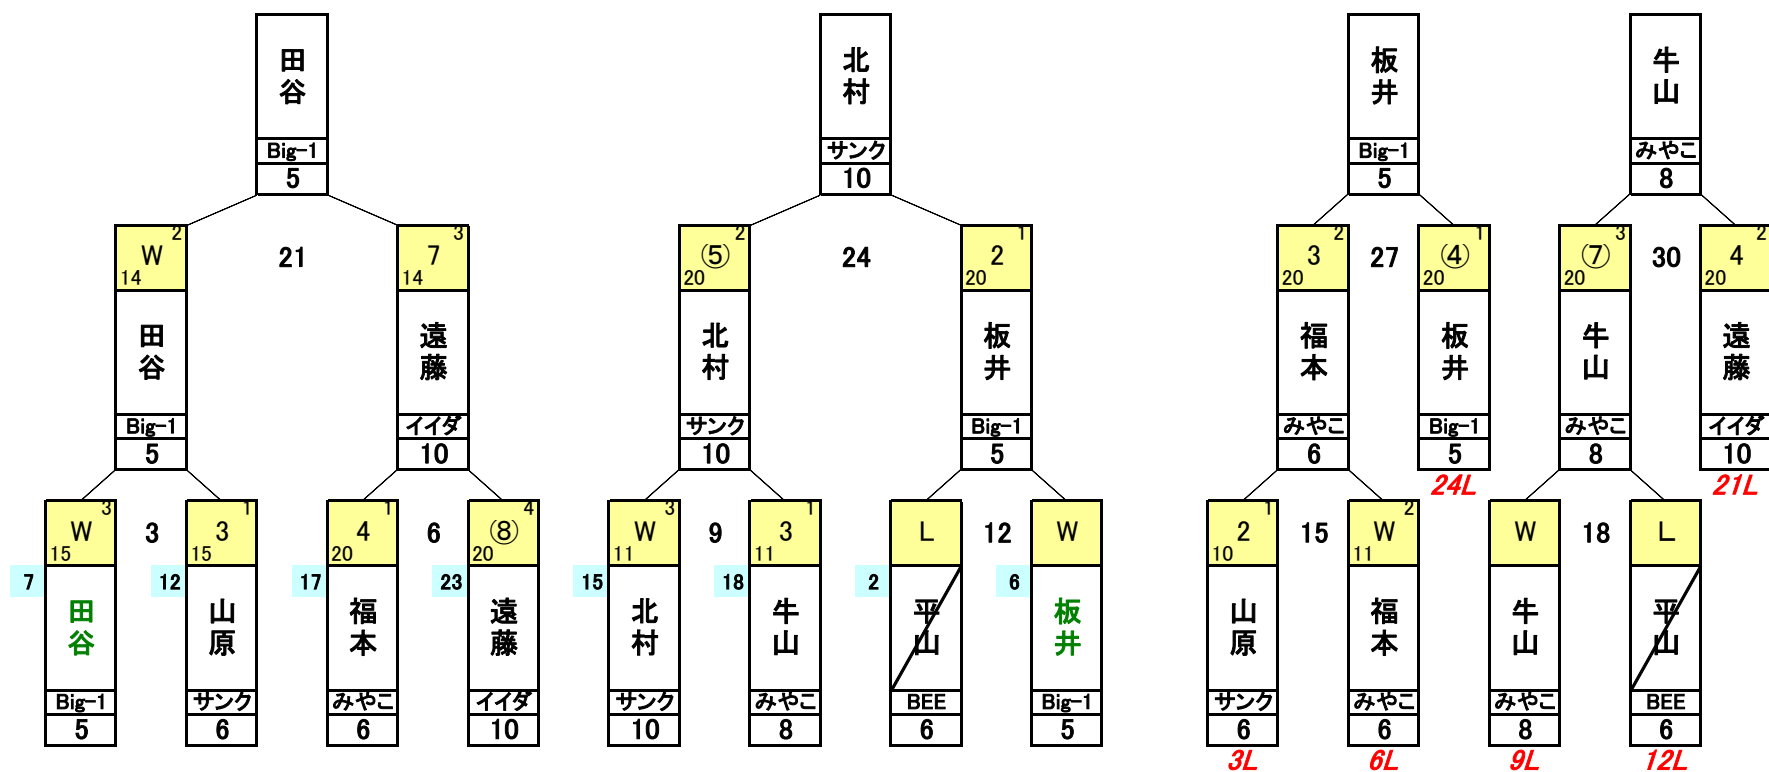 田谷 北村 板井 牛山
Big-1 サンク Big-1 みやこ
5 10 5 8
2 3 2 1 2 1 3 2
W 7 ⑤ 2 3 ④ ⑦ 4
21 24 27 30
14 14 20 20 20 20 20 20
田谷 遠藤 北村 板井 福本 板井 牛山 遠藤
Big-1 イイダ サンク Big-1 みやこ Big-1 みやこ イイダ
5 10 10 5 6 5 8 10
24L 21L
3 1 1 4 3 1 2
W 3 3 4 6 ⑧ W 9 3 L 12 W 2 15 W W 18 L
15 15 20 20 11 11 10 11
7 12 17 23 15 18 2 6
田谷 山原 福本 遠藤 北村 牛山 平山 板井 山原 福本 牛山 平山
Big-1 サンク みやこ イイダ サンク みやこ BEE Big-1 サンク みやこ みやこ BEE
5 6 6 10 10 8 6 5 6 6 8 6
3L 6L 9L 12L